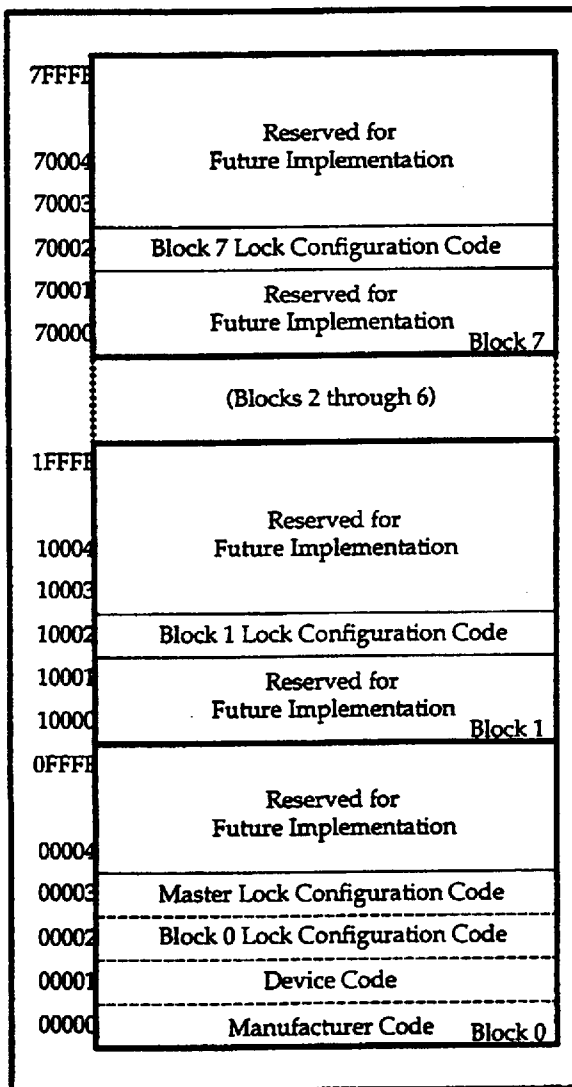 7FFFF
Reserved for
Future Implementation
70004
70003
70002
Block 7 Lock Configuration Code
70001
Reserved for
Future Implementation
70000
Block 7
(Blocks 2 through 6)
1FFFF
Reserved for
Future Implementation
10004
10003
10002
Block 1 Lock Configuration Code
10001
Reserved for
Future Implementation
10000
Block 1
0FFFF
Reserved for
Future Implementation
00004
00003
Master Lock Configuration Code
00002
Block 0 Lock Configuration Code
00001
Device Code
00000
Manufacturer Code
Block 0